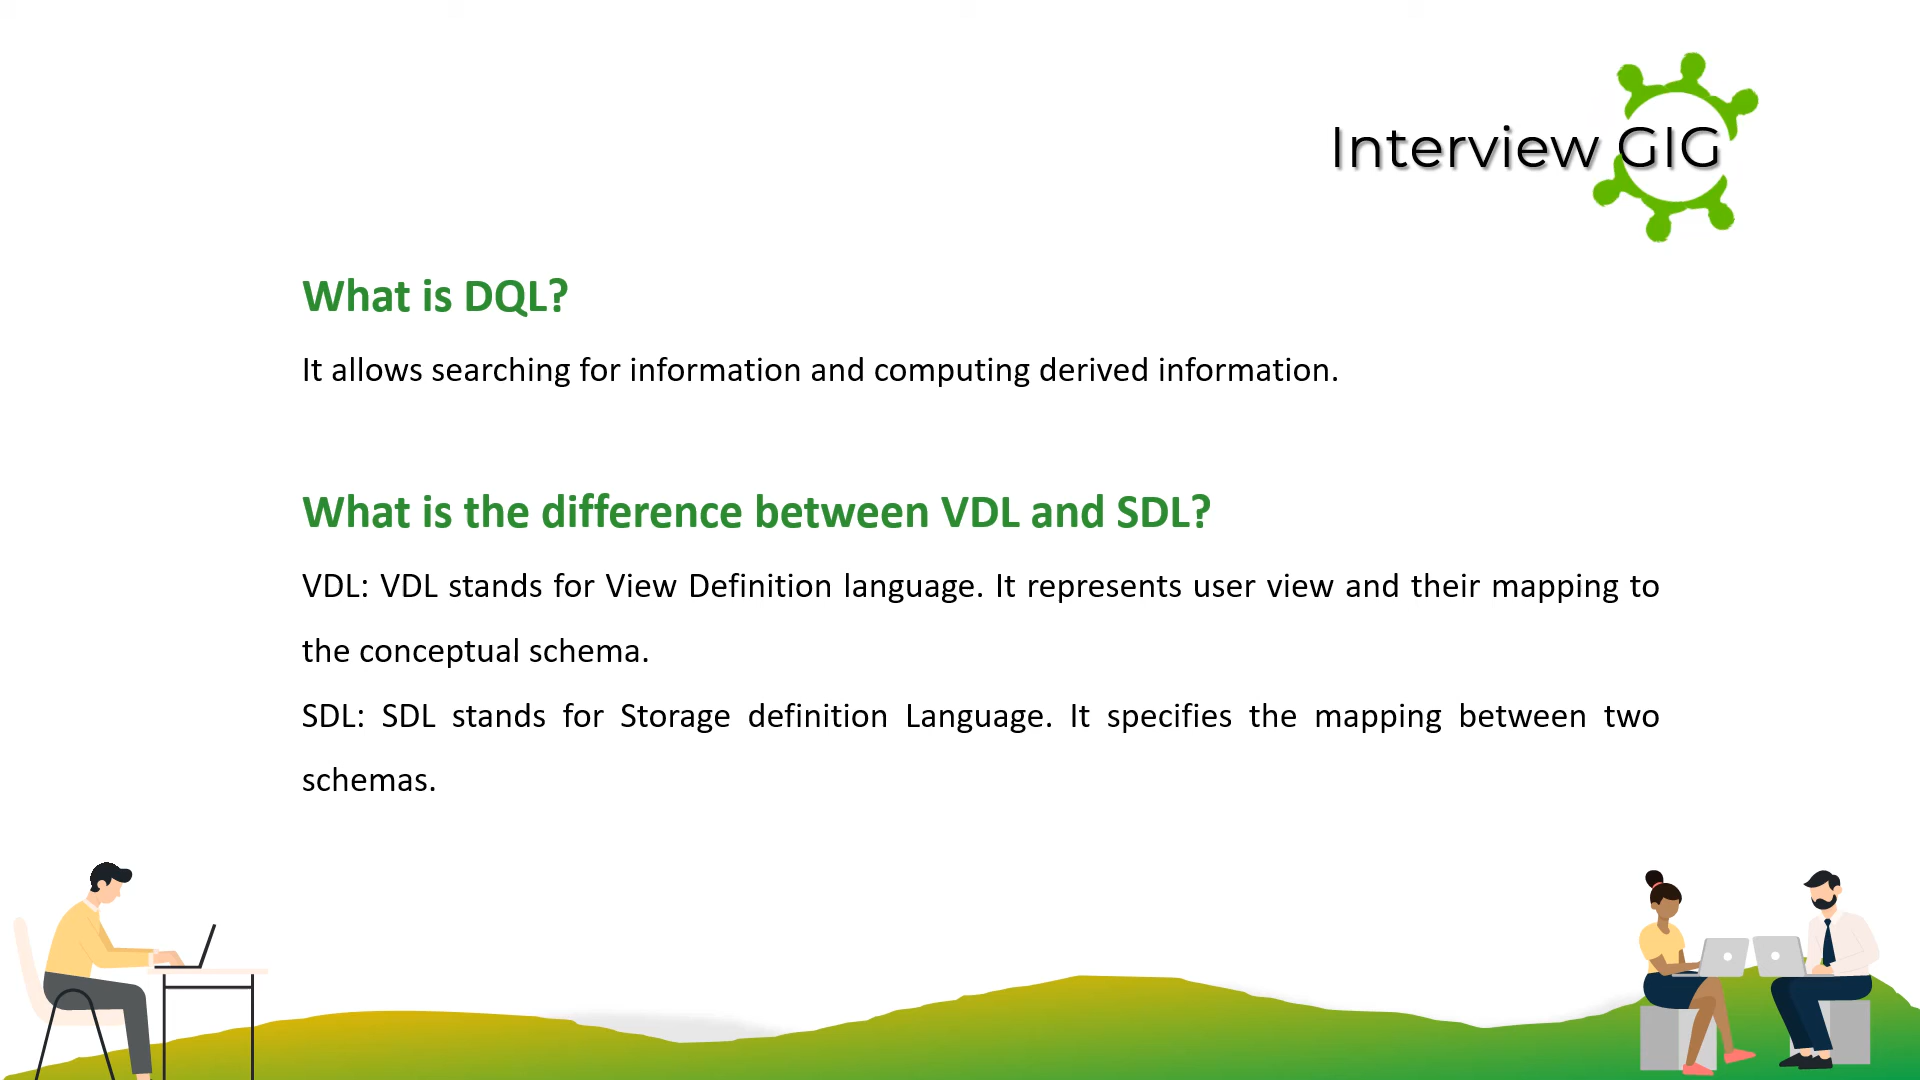 Interview GIG
What is DQL?
It allows searching for information and computing derived information.
What is the difference between VDL and SDL?
VDL: VDL stands for View Definition language. It represents user view and their mapping to
the conceptual schema.
SDL: SDL stands for Storage definition Language. It specifies the mapping between two
schemas.